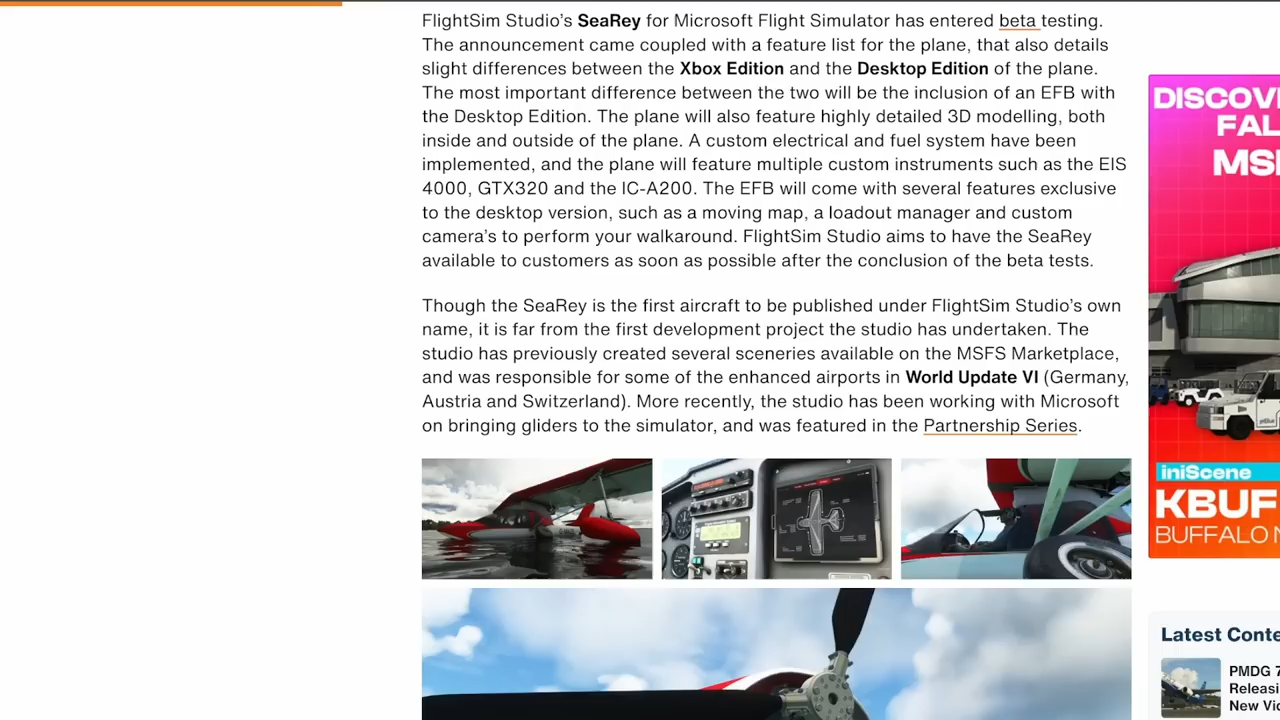 FlightSim Studio's SeaRey for Microsoft Flight Simulator has entered beta testing.
The announcement came coupled with a feature list for the plane, that also details
slight differences between the Xbox Edition and the Desktop Edition of the plane.
The most important difference between the two will be the inclusion of an EFB with
the Desktop Edition. The plane will also feature highly detailed 3D modelling, both
inside and outside of the plane. A custom electrical and fuel system have been
implemented, and the plane will feature multiple custom instruments such as the EIS
4000, GTX320 and the IC-A200. The EFB will come with several features exclusive
to the desktop version, such as a moving map, a loadout manager and custom
camera's to perform your walkaround. FlightSim Studio aims to have the SeaRey
available to customers as soon as possible after the conclusion of the beta tests.
Though the SeaRey is the first aircraft to be published under FlightSim Studio's own
name, it is far from the first development project the studio has undertaken. The
studio has previously created several sceneries available on the MSFS Marketplace,
and was responsible for some of the enhanced airports in World Update VI (Germany,
Austria and Switzerland). More recently, the studio has been working with Microsoft
on bringing gliders to the simulator, and was featured in the Partnership Series.
DISCOV
FAL
MS
iniScene
KBUF
BUFFALO N
Latest Conte
PMDG 7
Releasi
New Vi